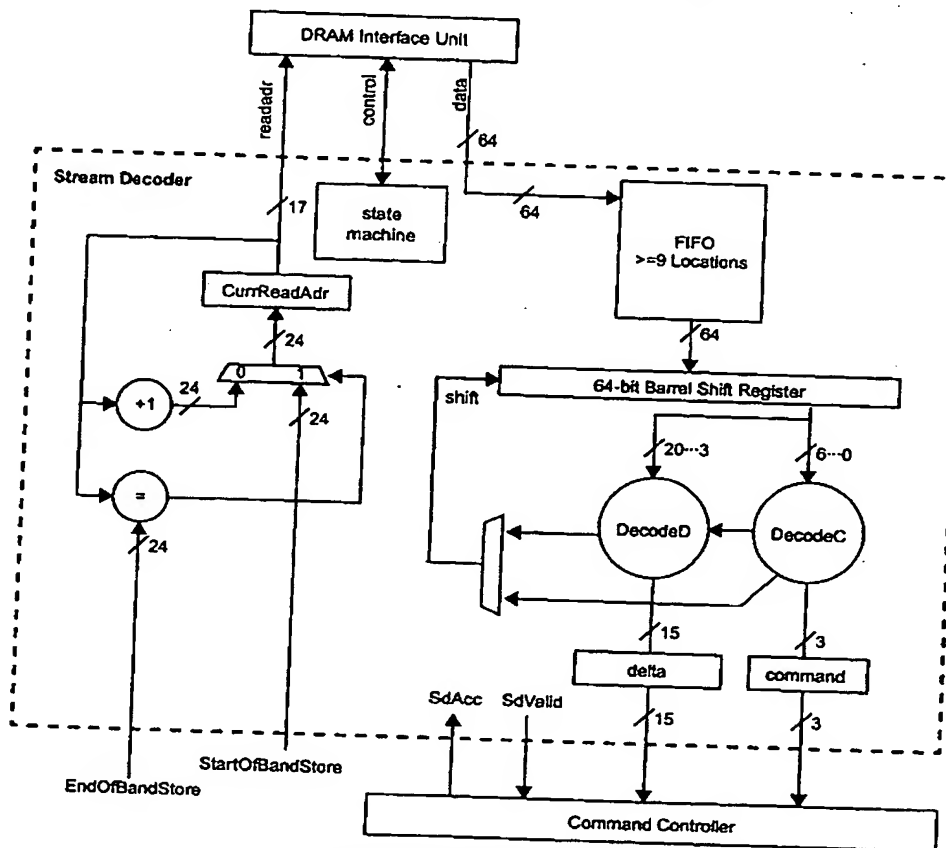 DRAM Interface Unit
readadr
control
data
64
Stream Decoder
17
state
machine
64
FIFO
>=9 Locations
CurrReadAdr
24
64
0 1
64-bit Barrel Shift Register
shift
+1
24
24
20...3
6...0
=
DecodeD
DecodeC
24
15
3
delta
command
SdAcc
SdValid
15
3
StartOfBandStore
EndOfBandStore
Command Controller